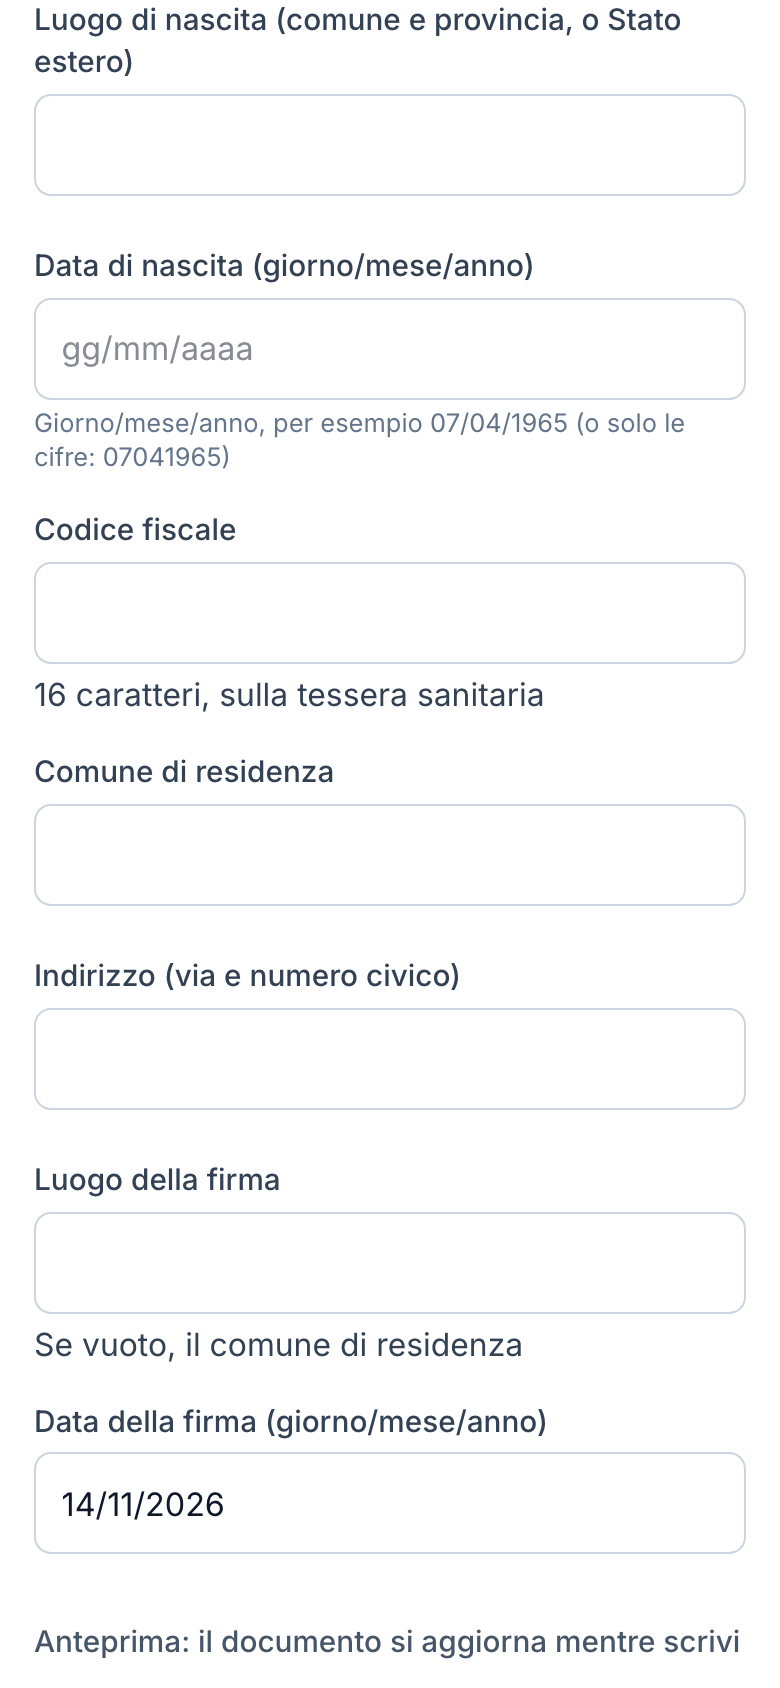 Luogo di nascita (comune e provincia, o Stato
estero)
Data di nascita (giorno/mese/anno)
gg/mm/aaaa
Giorno/mese/anno, per esempio 07/04/1965 (o solo le
cifre: 07041965)
Codice fiscale
16 caratteri, sulla tessera sanitaria
Comune di residenza
Indirizzo (via e numero civico)
Luogo della firma
Se vuoto, il comune di residenza
Data della firma (giorno/mese/anno)
14/11/2026
Anteprima: il documento si aggiorna mentre scrivi